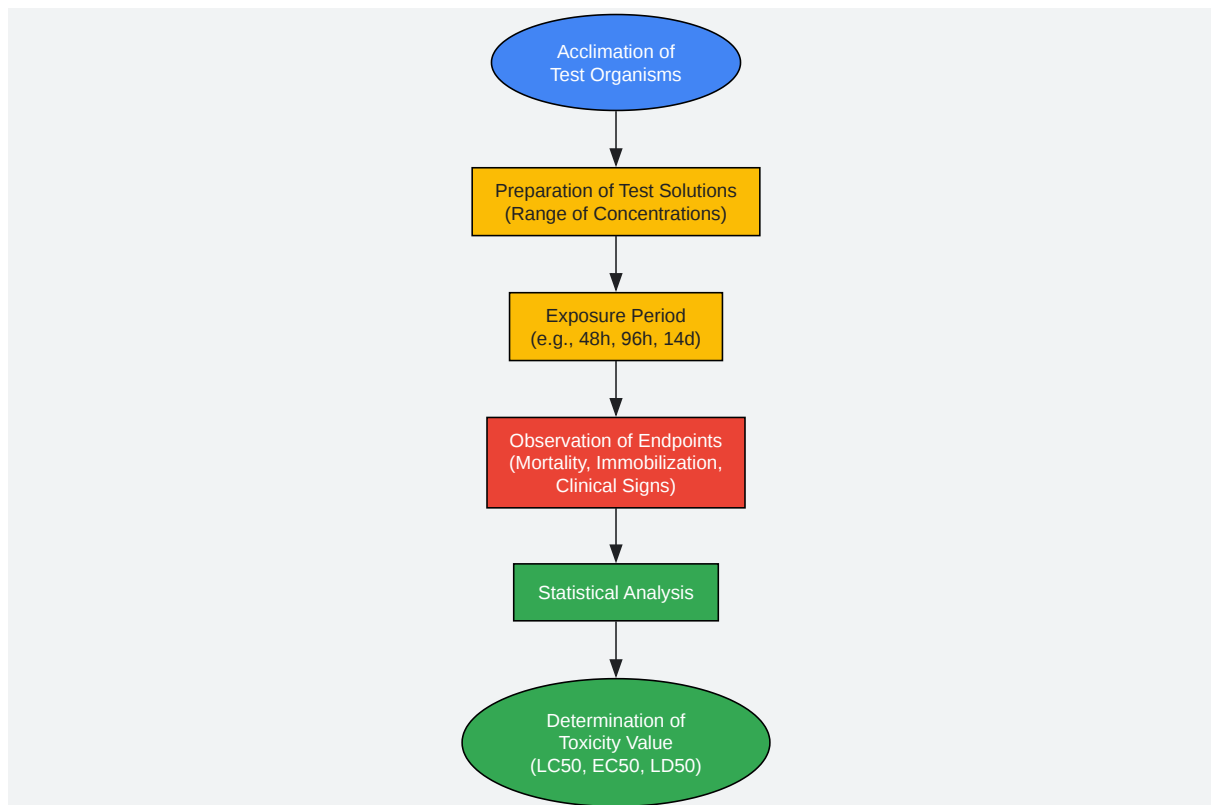 Acclimation of
Test Organisms
Preparation of Test Solutions
(Range of Concentrations)
Exposure Period
(e.g., 48h, 96h, 14d)
Observation of Endpoints
(Mortality, Immobilization,
Clinical Signs)
Statistical Analysis
Determination of
Toxicity Value
(LC50, EC50, LD50)